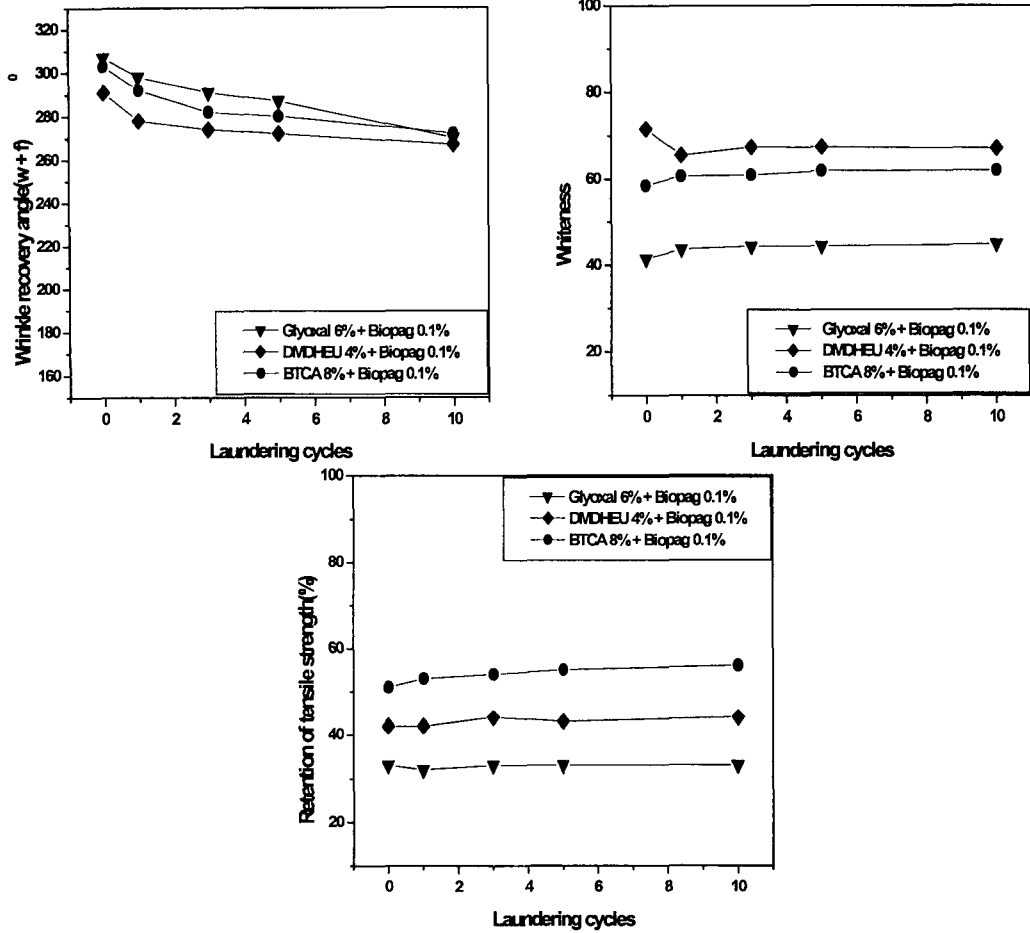 320
300
280
260
240
220
200
180
160
Wrinkle recovery angle(w + f) 0
Glyoxal 6% + Biopag 0.1%
DMDHEU 4% + Biopag 0.1%
BTCA 8% + Biopag 0.1%
0 2 4 6 8 10
Laundering cycles
100
80
60
40
20
Whiteness
Glyoxal 6% + Biopag 0.1%
DMDHEU 4% + Biopag 0.1%
BTCA 8% + Biopag 0.1%
0 2 4 6 8 10
Laundering cycles
100
80
60
40
20
Retention of tensile strength(%)
Glyoxal 6% + Biopag 0.1%
DMDHEU 4% + Biopag 0.1%
BTCA 8% + Biopag 0.1%
0 2 4 6 8 10
Laundering cycles